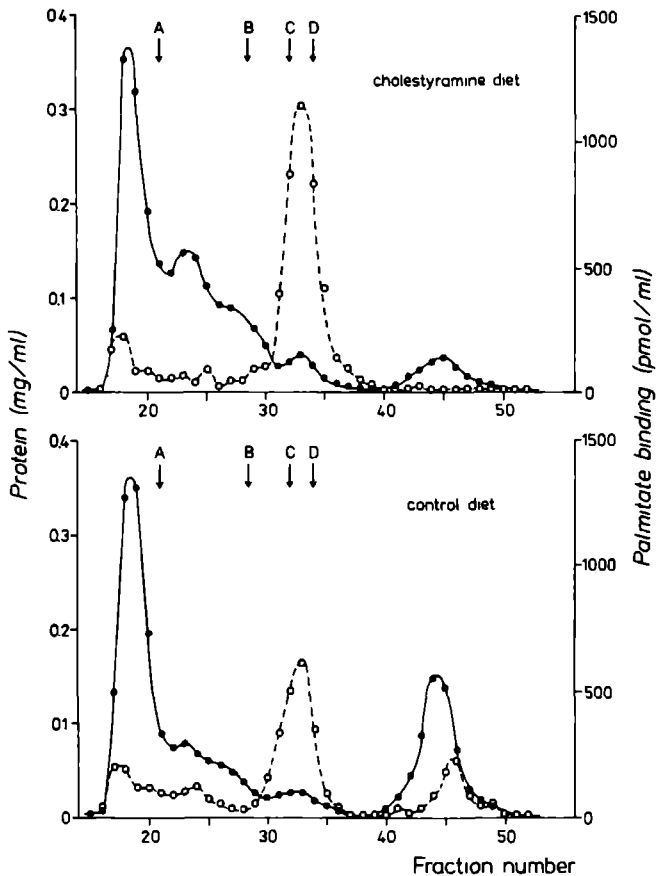 0.4
0.3
0.2
0.1
0
1500
1000
500
0
A B C D
cholestyramine diet
20 30 40 50
Protein (mg/ml)
Palmitate binding (pmol/ml)
0.4
0.3
0.2
0.1
0
1500
1000
500
0
A B C D
control diet
20 30 40 50
Fraction number